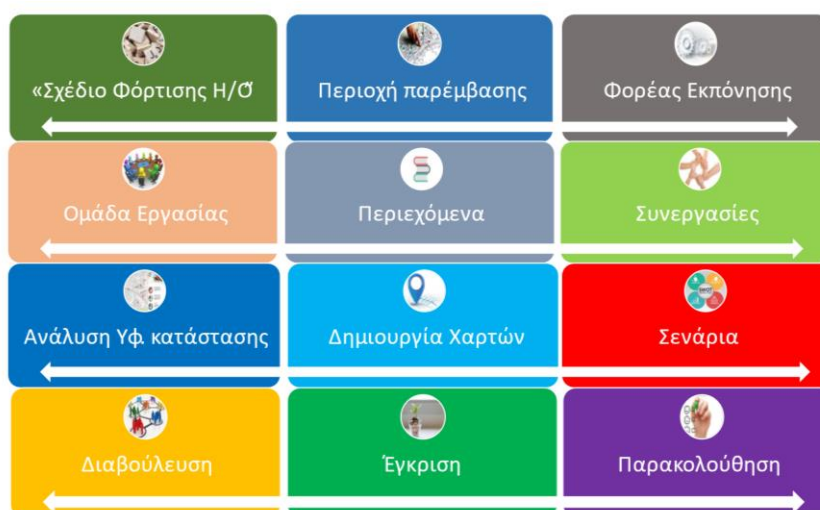 «Σχέδιο Φόρτισης Η/Ο̋
Περιοχή παρέμβασης
Φορέας Εκπόνησης
Ομάδα Εργασίας
Περιεχόμενα
Συνεργασίες
Ανάλυση Υφ. κατάστασης
Δημιουργία Χαρτών
Σενάρια
Διαβούλευση
Έγκριση
Παρακολούθηση